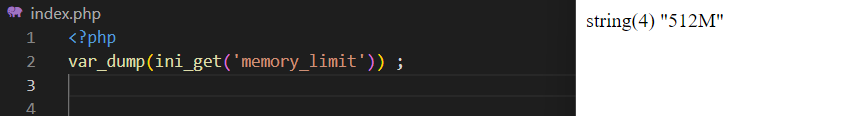 index.php
1 <?php
2 var_dump(ini_get('memory_limit')) ;
3
4
string(4) "512M"